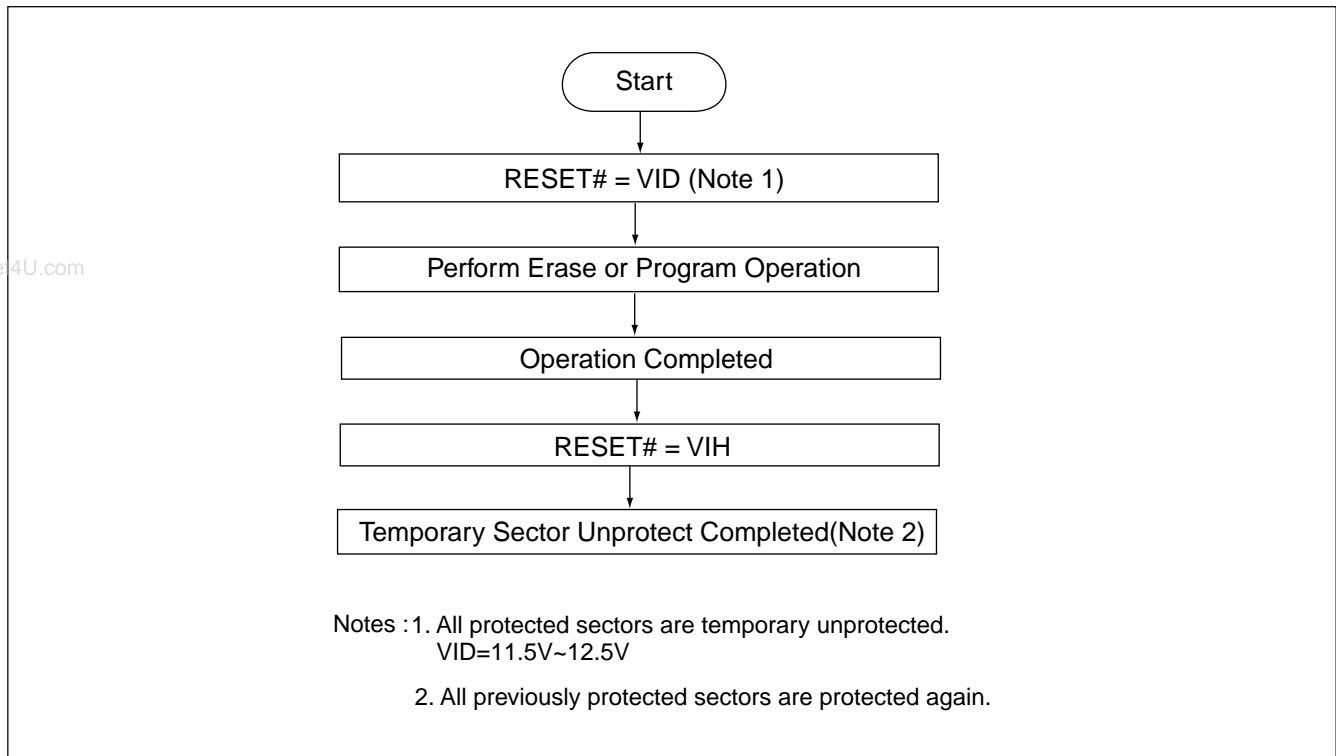 Start
RESET# = VID (Note 1)
et4U.com
Perform Erase or Program Operation
Operation Completed
RESET# = VIH
Temporary Sector Unprotect Completed(Note 2)
Notes : 1. All protected sectors are temporary unprotected.
VID=11.5V~12.5V
2. All previously protected sectors are protected again.